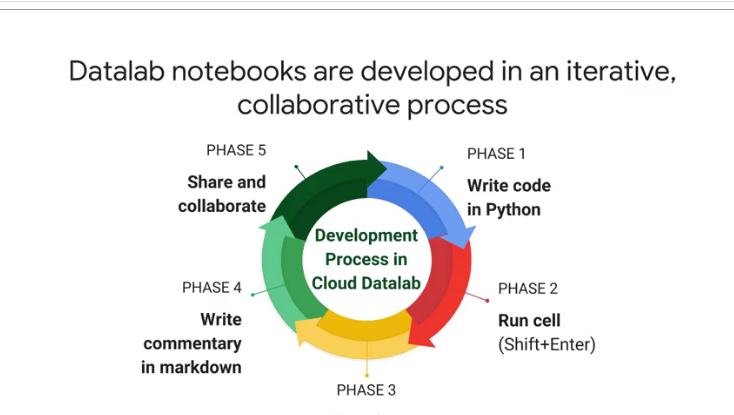 Datalab notebooks are developed in an iterative,
collaborative process
PHASE 1
Write code
in Python
PHASE 2
Run cell
(Shift+Enter)
PHASE 3
PHASE 4
Write
commentary
in markdown
PHASE 5
Share and
collaborate
Development
Process in
Cloud Datalab